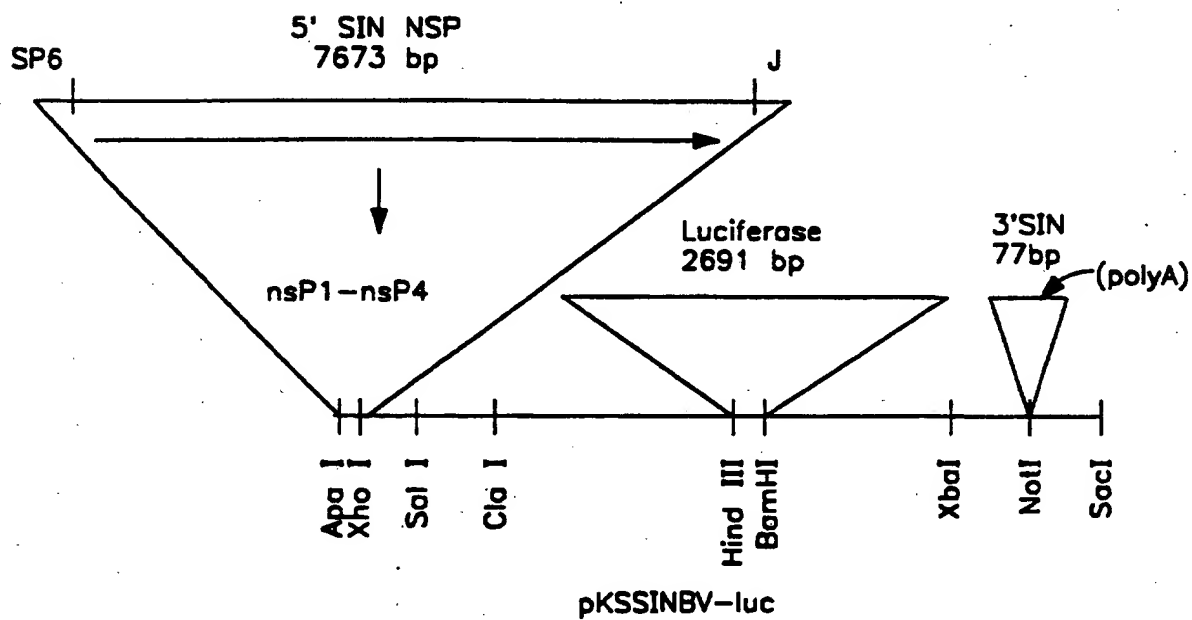 5' SIN NSP
7673 bp
SP6
J
nsP1-nsP4
Luciferase
2691 bp
3'SIN
77bp
(polyA)
Apa I
Xho I
Sal I
Cla I
Hind III
BamHI
XbaI
NotI
SacI
pKSSINBV-luc